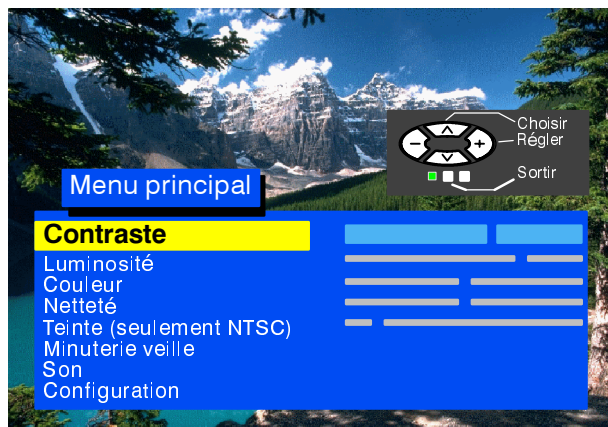 Choisir
Régler
Sortir
Menu principal
Contraste
Luminosité
Couleur
Netteté
Teinte (seulement NTSC)
Minuterie veille
Son
Configuration